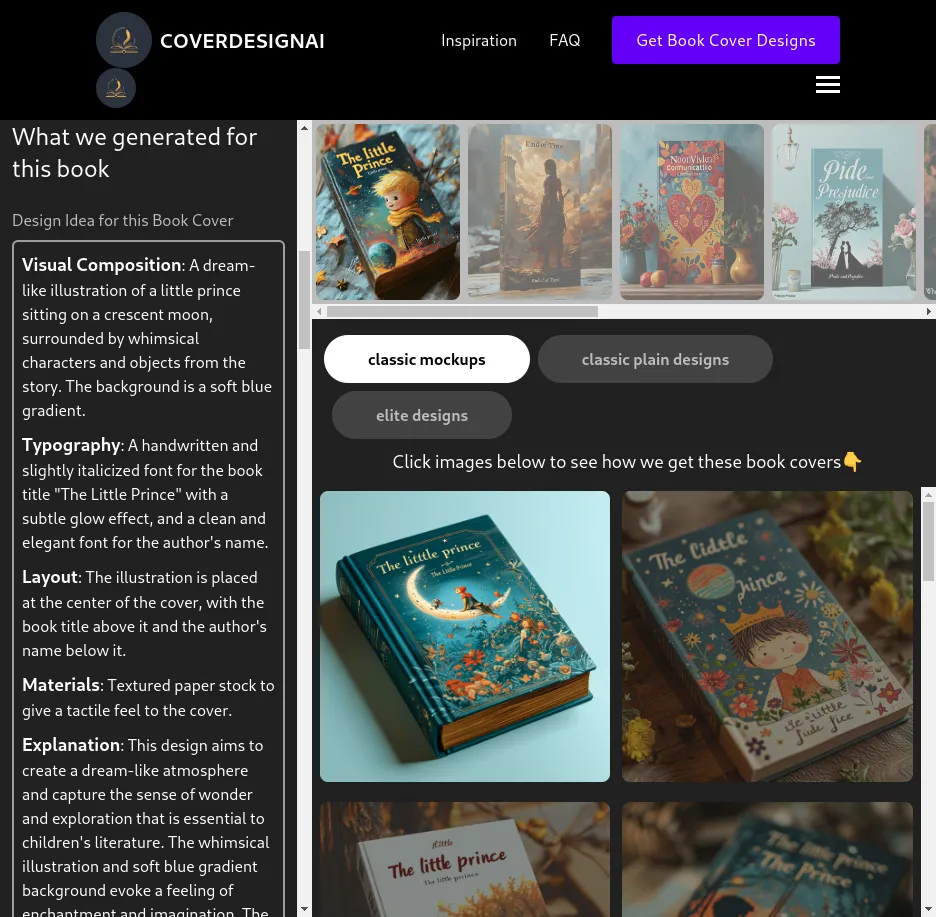 COVERDESIGNAI
Inspiration
FAQ
Get Book Cover Designs
What we generated for
this book
Design Idea for this Book Cover
Visual Composition: A dream-
like illustration of a little prince
sitting on a crescent moon,
surrounded by whimsical
characters and objects from the
story. The background is a soft blue
gradient.
Typography: A handwritten and
slightly italicized font for the book
title "The Little Prince" with a
subtle glow effect, and a clean and
elegant font for the author's name.
Layout: The illustration is placed
at the center of the cover, with the
book title above it and the author's
name below it.
Materials: Textured paper stock to
give a tactile feel to the cover.
Explanation: This design aims to
create a dream-like atmosphere
and capture the sense of wonder
and exploration that is essential to
children's literature. The whimsical
illustration and soft blue gradient
background evoke a feeling of
enchantment and imagination. The
The little
Prince
Pride
Prejudice
classic mockups
classic plain designs
elite designs
Click images below to see how we get these book covers👇
The litttle prince
The Little Prince
The Lidtle
Jince
The little prince
The little prince